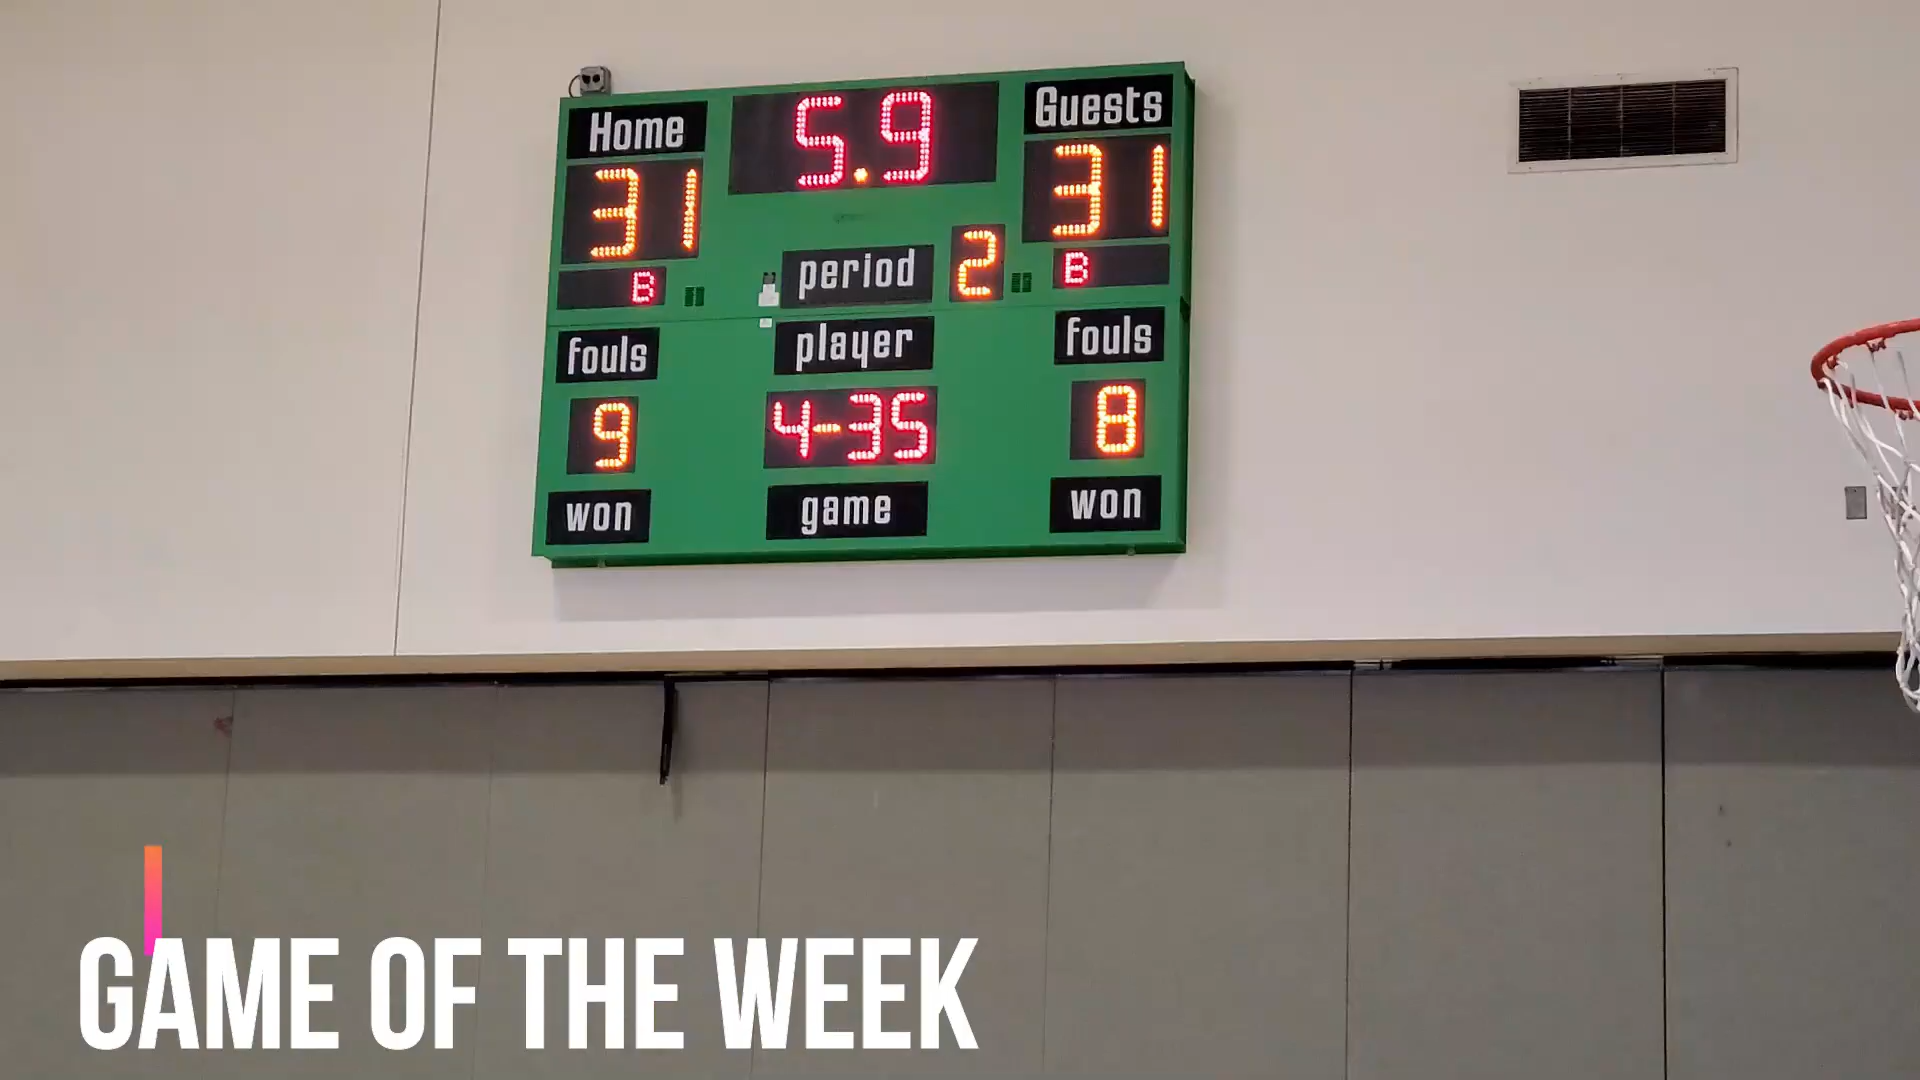 Home 5.9 Guests
31 31
B period 2 B
fouls player fouls
9 4-35 8
won game won
GAME OF THE WEEK